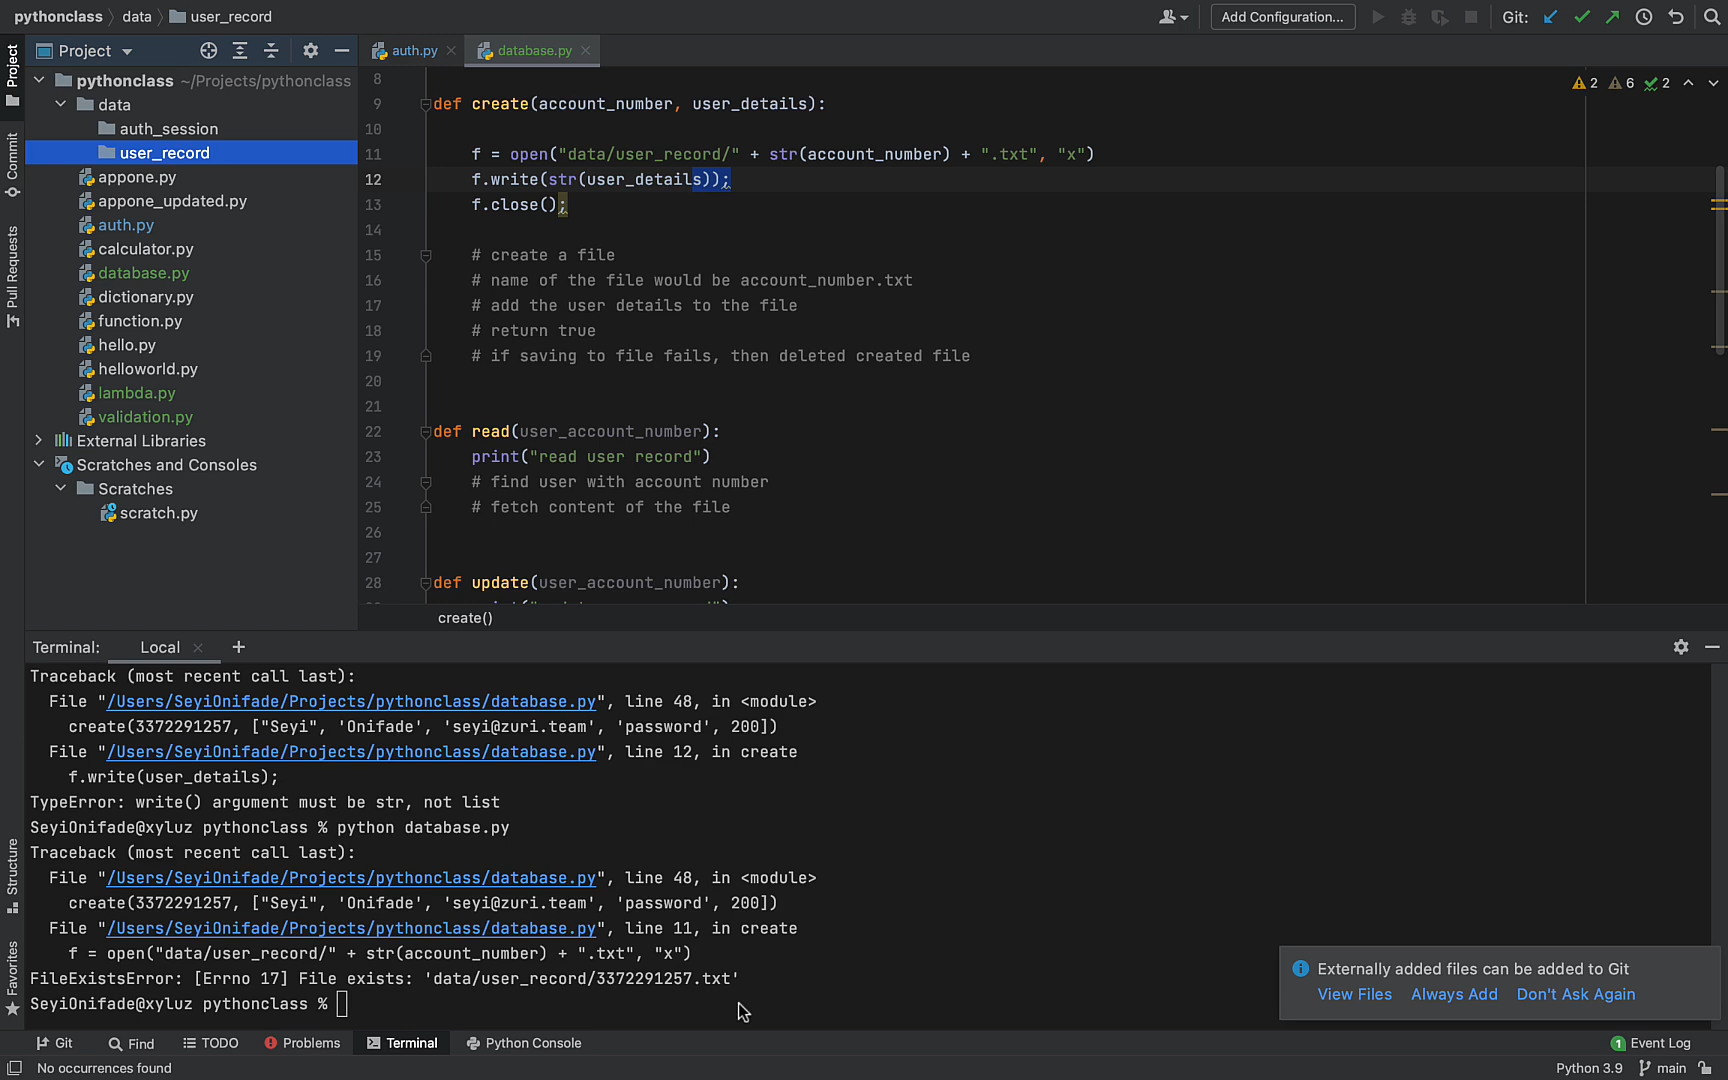 pythonclass data user_record Add Configuration... Git:
Project auth.py database.py
Project
Commit
Pull Requests
Structure
Favorites
pythonclass ~/Projects/pythonclass
data
auth_session
user_record
appone.py
appone_updated.py
auth.py
calculator.py
database.py
dictionary.py
function.py
hello.py
helloworld.py
lambda.py
validation.py
External Libraries
Scratches and Consoles
Scratches
scratch.py
2 6 2
8
9 def create(account_number, user_details):
10
11 f = open("data/user_record/" + str(account_number) + ".txt", "x")
12 f.write(str(user_details));
13 f.close();
14
15 # create a file
16 # name of the file would be account_number.txt
17 # add the user details to the file
18 # return true
19 # if saving to file fails, then deleted created file
20
21
22 def read(user_account_number):
23 print("read user record")
24 # find user with account number
25 # fetch content of the file
26
27
28 def update(user_account_number):
create()
Terminal: Local
Traceback (most recent call last):
File "/Users/SeyiOnifade/Projects/pythonclass/database.py", line 48, in <module>
create(3372291257, ["Seyi", 'Onifade', 'seyi@zuri.team', 'password', 200])
File "/Users/SeyiOnifade/Projects/pythonclass/database.py", line 12, in create
f.write(user_details);
TypeError: write() argument must be str, not list
SeyiOnifade@xyluz pythonclass % python database.py
Traceback (most recent call last):
File "/Users/SeyiOnifade/Projects/pythonclass/database.py", line 48, in <module>
create(3372291257, ["Seyi", 'Onifade', 'seyi@zuri.team', 'password', 200])
File "/Users/SeyiOnifade/Projects/pythonclass/database.py", line 11, in create
f = open("data/user_record/" + str(account_number) + ".txt", "x")
FileExistsError: [Errno 17] File exists: 'data/user_record/3372291257.txt'
SeyiOnifade@xyluz pythonclass %
Externally added files can be added to Git
View Files Always Add Don't Ask Again
Git Find TODO Problems Terminal Python Console 1 Event Log
No occurrences found Python 3.9 main